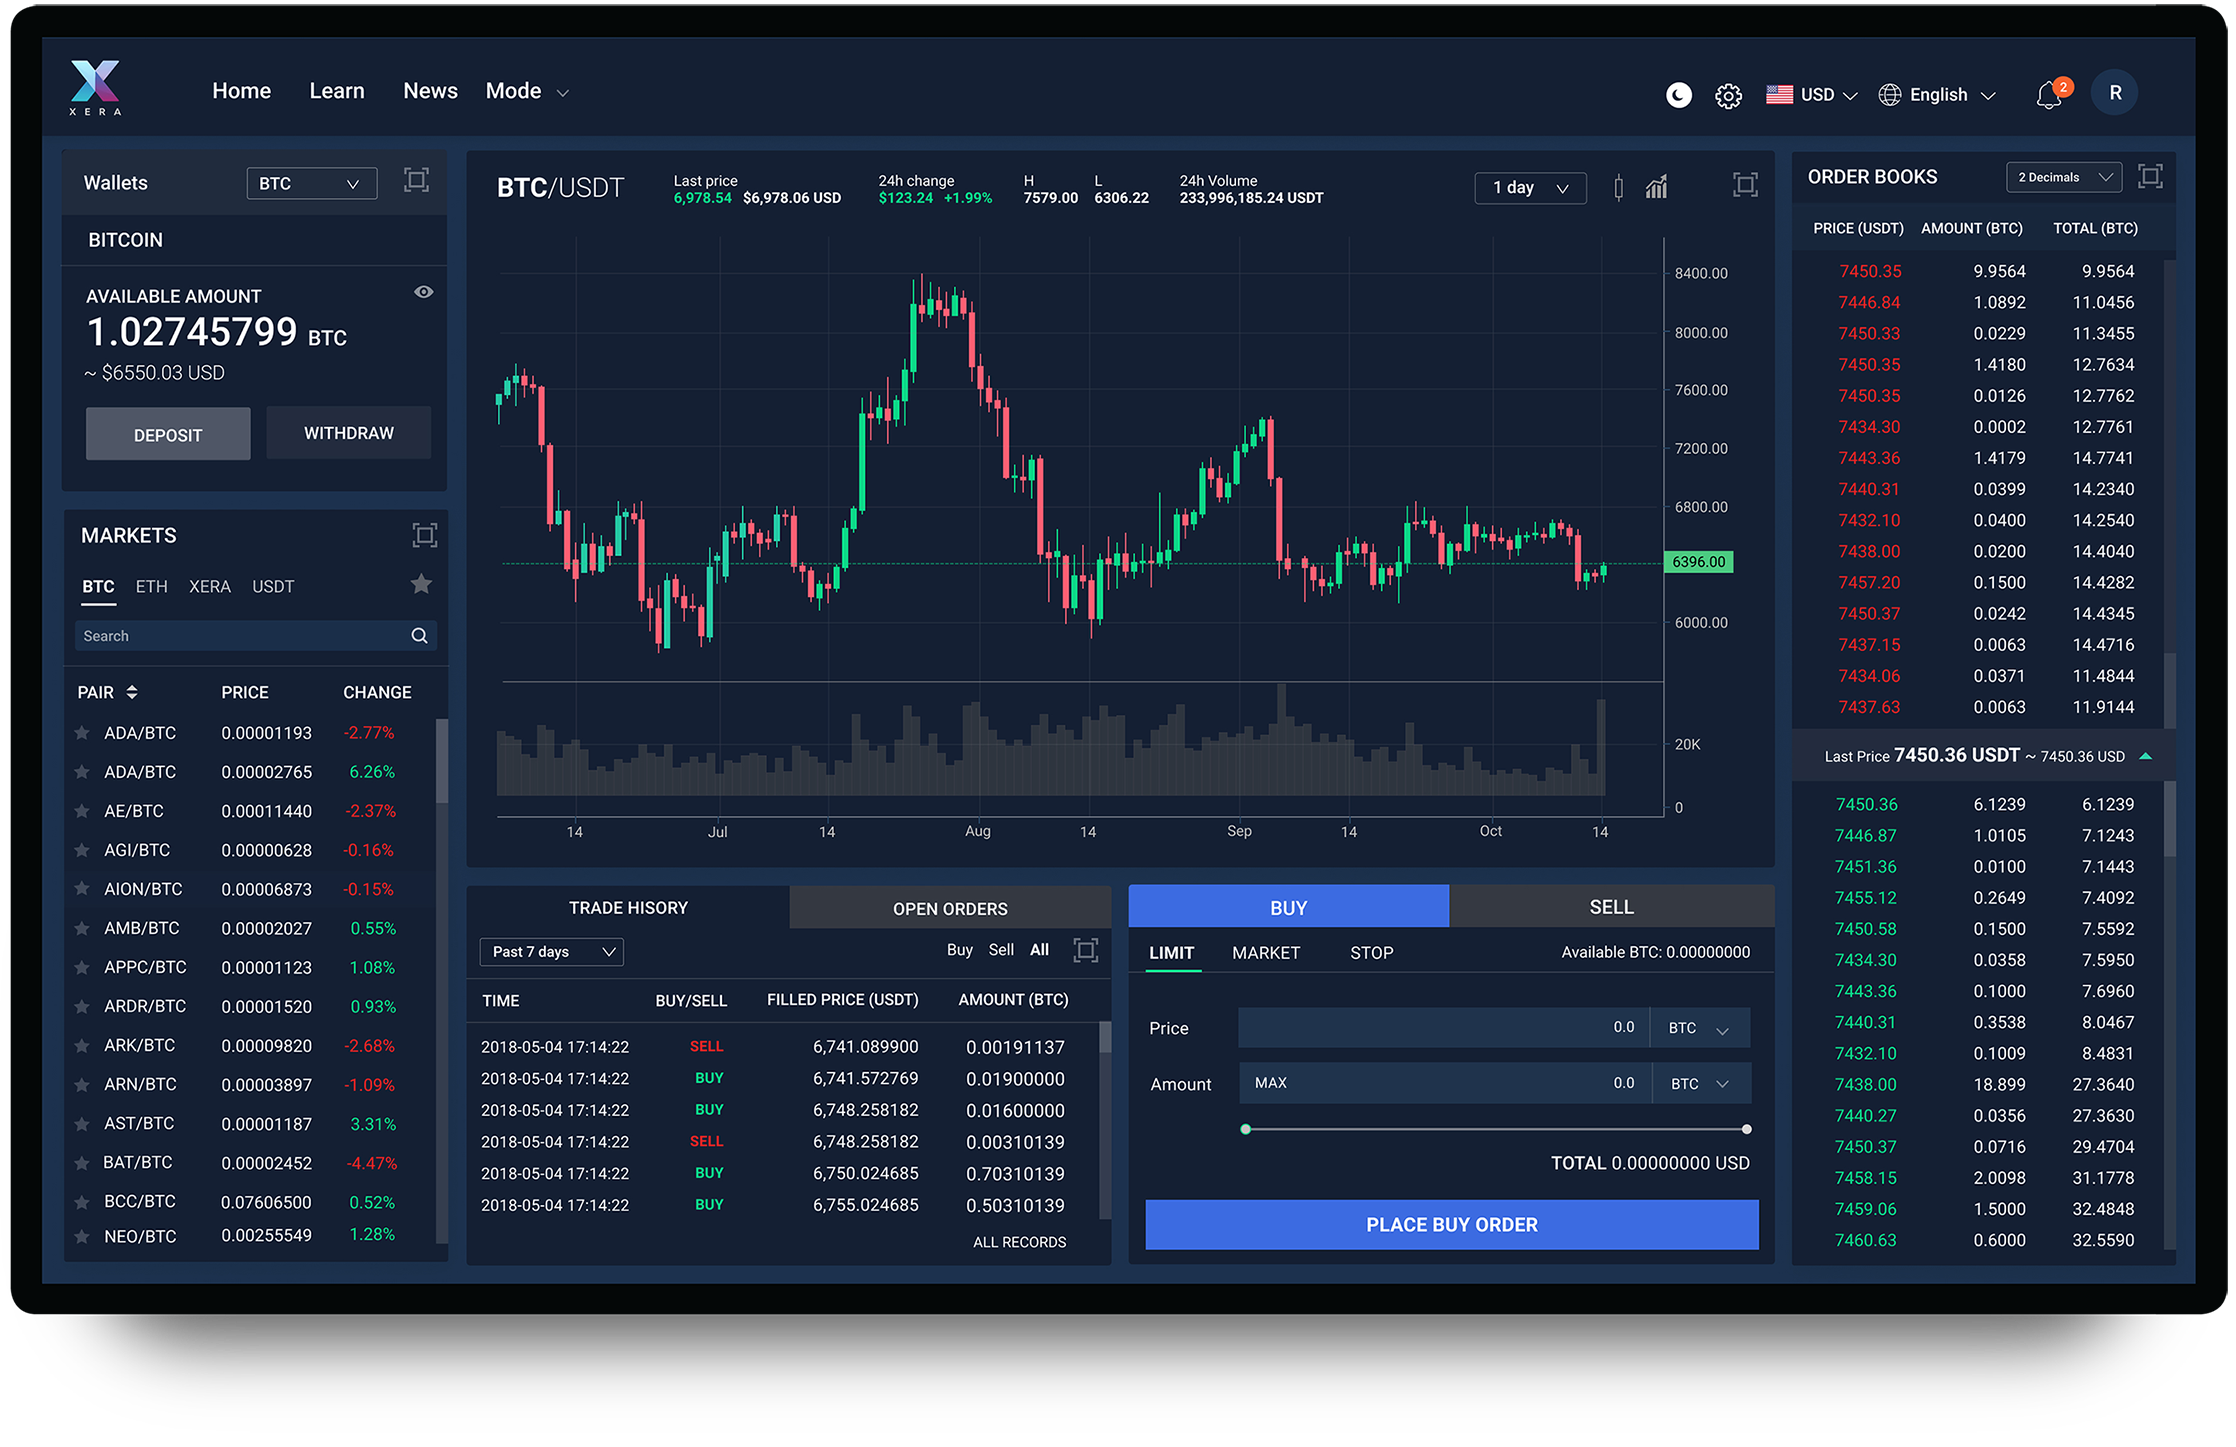 XERA
Home Learn News Mode
USD English 2 R
Wallets BTC
BITCOIN
AVAILABLE AMOUNT
1.02745799 BTC
~ $6550.03 USD
DEPOSIT WITHDRAW
MARKETS
BTC ETH XERA USDT
Search
PAIR PRICE CHANGE
ADA/BTC 0.00001193 -2.77%
ADA/BTC 0.00002765 6.26%
AE/BTC 0.00011440 -2.37%
AGI/BTC 0.00000628 -0.16%
AION/BTC 0.00006873 -0.15%
AMB/BTC 0.00002027 0.55%
APPC/BTC 0.00001123 1.08%
ARDR/BTC 0.00001520 0.93%
ARK/BTC 0.00009820 -2.68%
ARN/BTC 0.00003897 -1.09%
AST/BTC 0.00001187 3.31%
BAT/BTC 0.00002452 -4.47%
BCC/BTC 0.07606500 0.52%
NEO/BTC 0.00255549 1.28%
BTC/USDT
Last price 24h change H L 24h Volume
6,978.54 $6,978.06 USD $123.24 +1.99% 7579.00 6306.22 233,996,185.24 USDT
1 day
8400.00
8000.00
7600.00
7200.00
6800.00
6396.00
6000.00
20K
0
14 Jul 14 Aug 14 Sep 14 Oct 14
TRADE HISORY OPEN ORDERS
Past 7 days Buy Sell All
TIME BUY/SELL FILLED PRICE (USDT) AMOUNT (BTC)
2018-05-04 17:14:22 SELL 6,741.089900 0.00191137
2018-05-04 17:14:22 BUY 6,741.572769 0.01900000
2018-05-04 17:14:22 BUY 6,748.258182 0.01600000
2018-05-04 17:14:22 SELL 6,748.258182 0.00310139
2018-05-04 17:14:22 BUY 6,750.024685 0.70310139
2018-05-04 17:14:22 BUY 6,755.024685 0.50310139
ALL RECORDS
BUY SELL
LIMIT MARKET STOP Available BTC: 0.00000000
Price 0.0 BTC
Amount MAX 0.0 BTC
TOTAL 0.00000000 USD
PLACE BUY ORDER
ORDER BOOKS 2 Decimals
PRICE (USDT) AMOUNT (BTC) TOTAL (BTC)
7450.35 9.9564 9.9564
7446.84 1.0892 11.0456
7450.33 0.0229 11.3455
7450.35 1.4180 12.7634
7450.35 0.0126 12.7762
7434.30 0.0002 12.7761
7443.36 1.4179 14.7741
7440.31 0.0399 14.2340
7432.10 0.0400 14.2540
7438.00 0.0200 14.4040
7457.20 0.1500 14.4282
7450.37 0.0242 14.4345
7437.15 0.0063 14.4716
7434.06 0.0371 11.4844
7437.63 0.0063 11.9144
Last Price 7450.36 USDT ~ 7450.36 USD
7450.36 6.1239 6.1239
7446.87 1.0105 7.1243
7451.36 0.0100 7.1443
7455.12 0.2649 7.4092
7450.58 0.1500 7.5592
7434.30 0.0358 7.5950
7443.36 0.1000 7.6960
7440.31 0.3538 8.0467
7432.10 0.1009 8.4831
7438.00 18.899 27.3640
7440.27 0.0356 27.3630
7450.37 0.0716 29.4704
7458.15 2.0098 31.1778
7459.06 1.5000 32.4848
7460.63 0.6000 32.5590